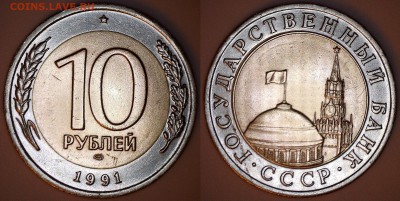 COINS.LAVE.RU
10
РУБЛЕЙ
1991
ГОСУДАРСТВЕННЫЙ БАНК
· СССР ·